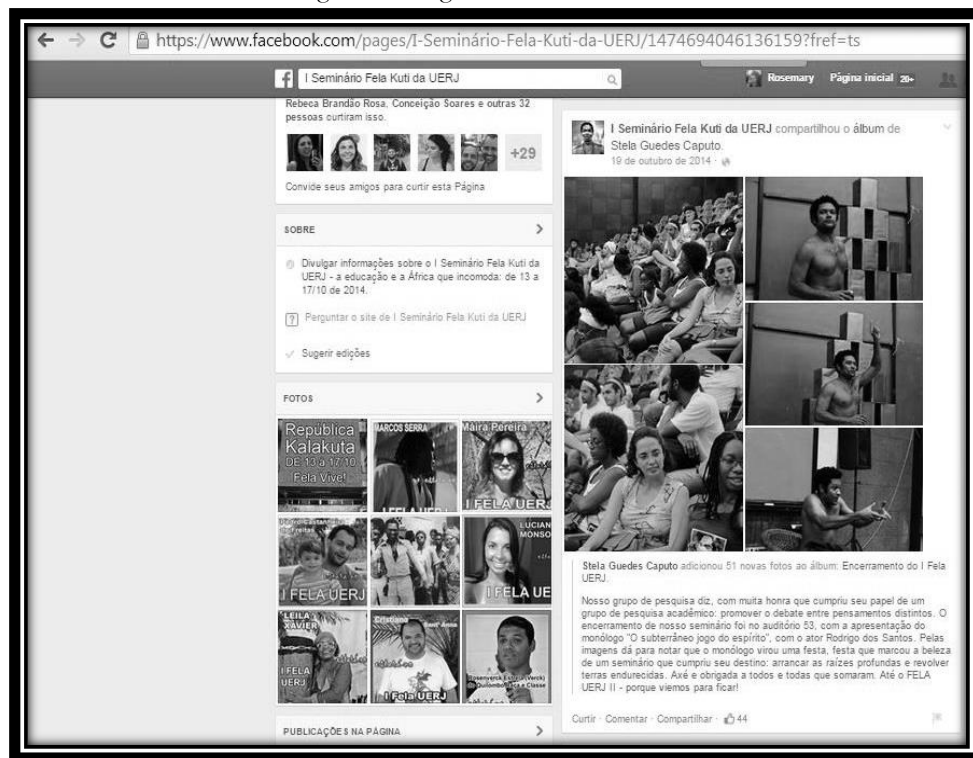 https://www.facebook.com/pages/I-Seminário-Fela-Kuti-da-UERJ/1474694046136159?fref=ts
I Seminário Fela Kuti da UERJ
Rosemary Página inicial 20+
Rebeca Brandão Rosa, Conceição Soares e outras 32
pessoas curtiram isso.
+29
Convide seus amigos para curtir esta Página
SOBRE
Divulgar informações sobre o I Seminário Fela Kuti da
UERJ - a educação e a África que incomoda: de 13 a
17/10 de 2014.
? Perguntar o site de I Seminário Fela Kuti da UERJ
Sugerir edições
FOTOS
República
Kalakuta
DE 13 a 17/10
Fela Vive!
MARCOS SERRA
I FELA UERJ
Maíra Pereira
I FELA UERJ
de Freitas
I FELA UERJ
LUCIAN
MONSO
I FELA UE
LEILA
XAVIER
I FELA
UERJ
Cristiano Sant' Anna
I Fela UERJ
PUBLICAÇÕES NA PÁGINA
I Seminário Fela Kuti da UERJ compartilhou o álbum de
Stela Guedes Caputo.
19 de outubro de 2014
Stela Guedes Caputo adicionou 51 novas fotos ao álbum: Encerramento do I Fela
UERJ.
Nosso grupo de pesquisa diz, com muita honra que cumpriu seu papel de um
grupo de pesquisa acadêmico: promover o debate entre pensamentos distintos. O
encerramento de nosso seminário foi no auditório 53, com a apresentação do
monólogo "O subterrâneo jogo do espírito", com o ator Rodrigo dos Santos. Pelas
imagens dá para notar que o monólogo virou uma festa, festa que marcou a beleza
de um seminário que cumpriu seu destino: arrancar as raízes profundas e revolver
terras endurecidas. Axé e obrigada a todos e todas que somaram. Até o FELA
UERJ II - porque viemos para ficar!
Curtir · Comentar · Compartilhar · 44